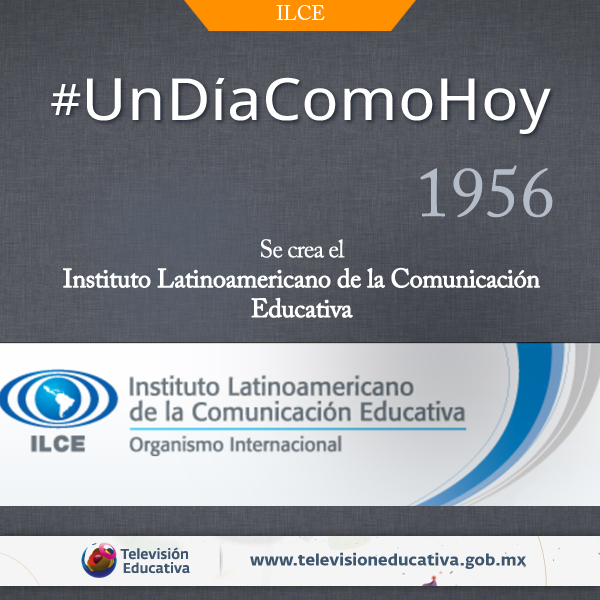 ILCE
#UnDíaComoHoy
1956
Se crea el
Instituto Latinoamericano de la Comunicación
Educativa
Instituto Latinoamericano
de la Comunicación Educativa
ILCE
Organismo Internacional
Televisión
Educativa
www.televisioneducativa.gob.mx